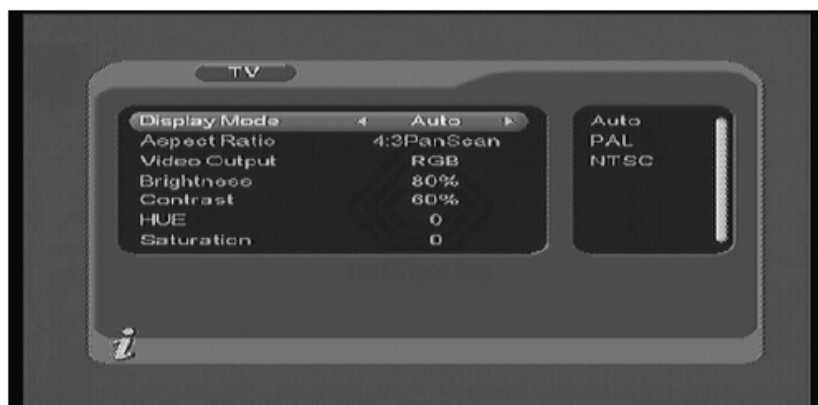 TV
Display Mode Auto
Aspect Ratio 4:3PanScan
Video Output RGB
Brightness 80%
Contrast 60%
HUE 0
Saturation 0
Auto
PAL
NTSC
i